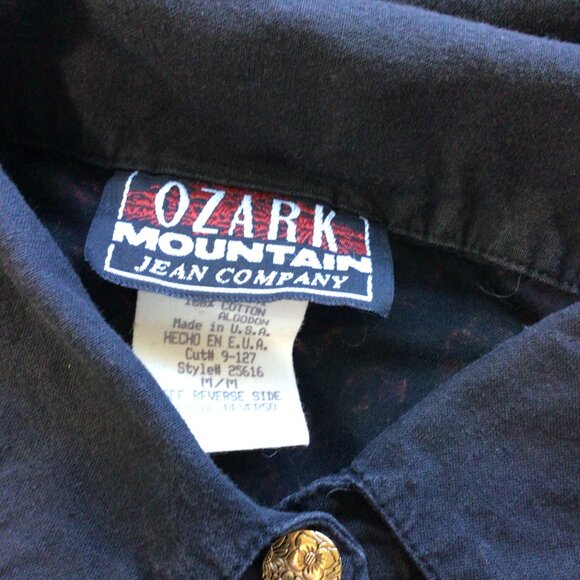 OZARK
MOUNTAIN
JEAN COMPANY
100% COTTON
ALGODON
Made in U.S.A.
HECHO EN E.U.A.
Cut# 9-127
Style# 25616
M/M
SEE REVERSE SIDE
REVERSO